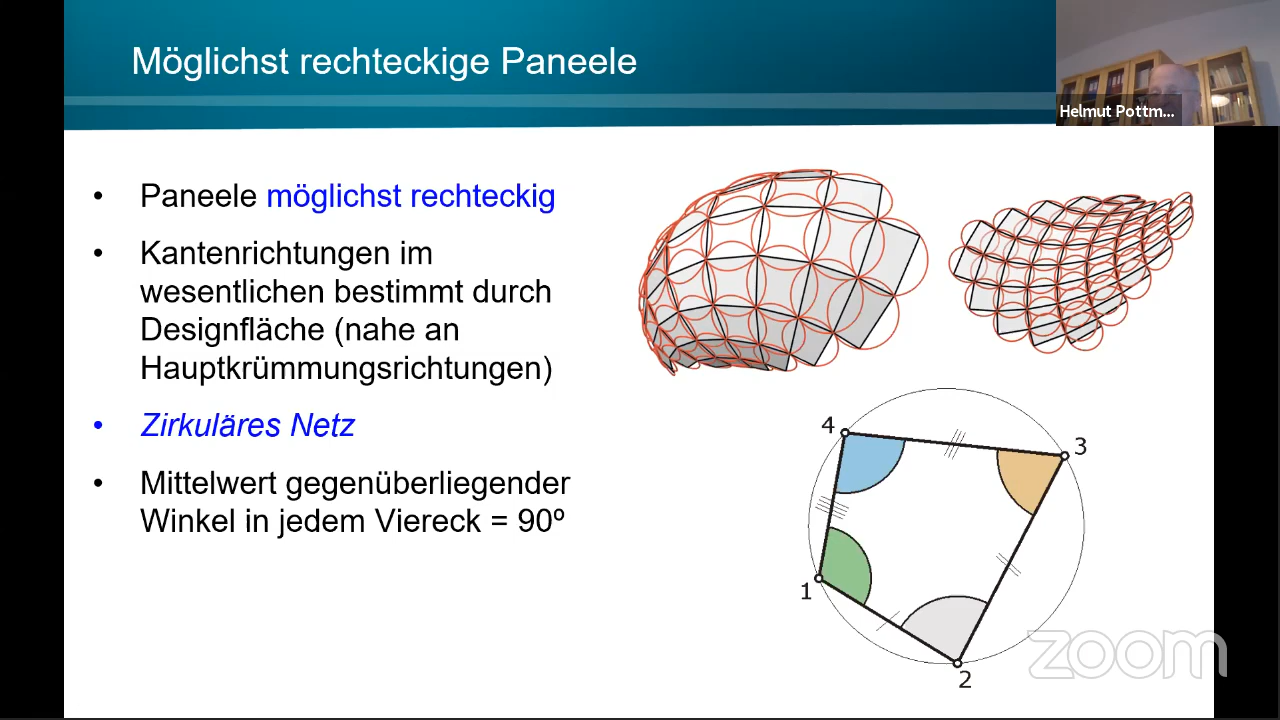 Möglichst rechteckige Paneele
Helmut Pottm...
• Paneele möglichst rechteckig
• Kantenrichtungen im
wesentlichen bestimmt durch
Designfläche (nahe an
Hauptkrümmungsrichtungen)
• Zirkuläres Netz
• Mittelwert gegenüberliegender
Winkel in jedem Viereck = 90º
4
3
1
2
zoom